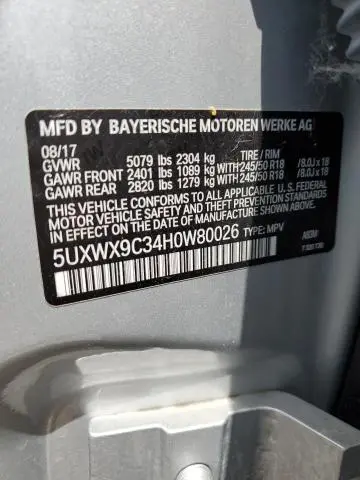 MFD BY BAYERISCHE MOTOREN WERKE AG
08/17
GVWR 5079 lbs 2304 kg TIRE / RIM
GAWR FRONT 2401 lbs 1089 kg WITH 245/50 R18 / 8.0J x 18
GAWR REAR 2820 lbs 1279 kg WITH 245/50 R18 / 8.0J x 18
THIS VEHICLE CONFORMS TO ALL APPLICABLE U.S. FEDERAL
MOTOR VEHICLE SAFETY, BUMPER, AND THEFT PREVENTION
STANDARDS IN EFFECT ON THE DATE OF
MANUFACTURE SHOWN ABOVE.
5UXWX9C34H0W80026 TYPE: MPV